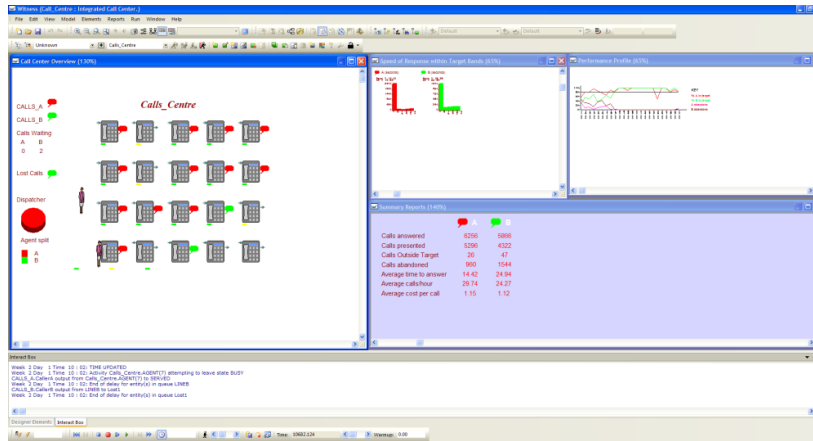 Witness (Call_Centre : Integrated Call Center.)
File Edit View Model Elements Reports Run Window Help
Default
Default
Unknown
Calls_Centre
Call Center Overview (130%)
CALLS_A
CALLS_B
Calls Waiting
A B
0 2
Lost Calls
Dispatcher
Agent split
A
B
Calls_Centre
Speed of Response within Target Bands (65%)
A seconds
B seconds
Performance Profile (65%)
KEY
Summary Reports (140%)
A B
Calls answered 6256 5866
Calls presented 5296 4322
Calls Outside Target 26 47
Calls abandoned 960 1544
Average time to answer 14.42 24.94
Average calls/hour 29.74 24.27
Average cost per call 1.15 1.12
Interact Box
Week 2 Day 1 Time 10 : 02: TIME UPDATED
Week 2 Day 1 Time 10 : 02: Activity Calls_Centre.AGENT(7) attempting to leave state BUSY
CALLS_A.CallerA output from Calls_Centre.AGENT(7) to SERVED
Week 2 Day 1 Time 10 : 02: End of delay for entity(s) in queue LINEB
CALLS_B.CallerB output from LINEB to Lost1
Week 2 Day 1 Time 10 : 02: End of delay for entity(s) in queue Lost1
Designer Elements Interact Box
Time: 10682.124
Warmup: 0.00